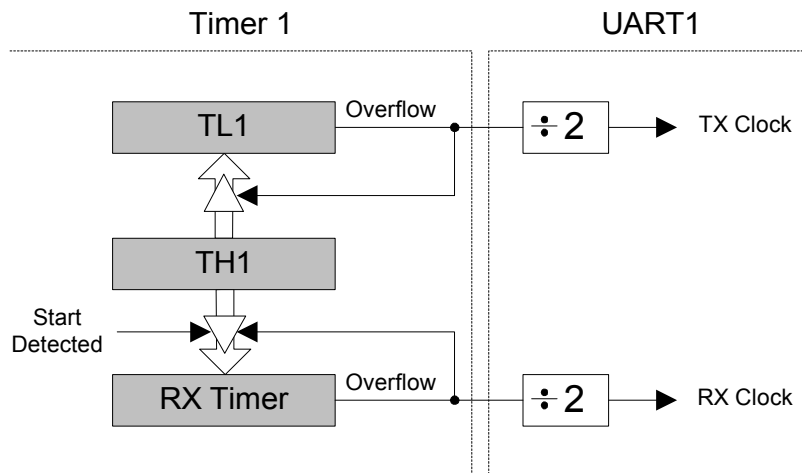 Timer 1
UART1
TL1
Overflow
÷ 2
TX Clock
TH1
Start
Detected
RX Timer
Overflow
÷ 2
RX Clock